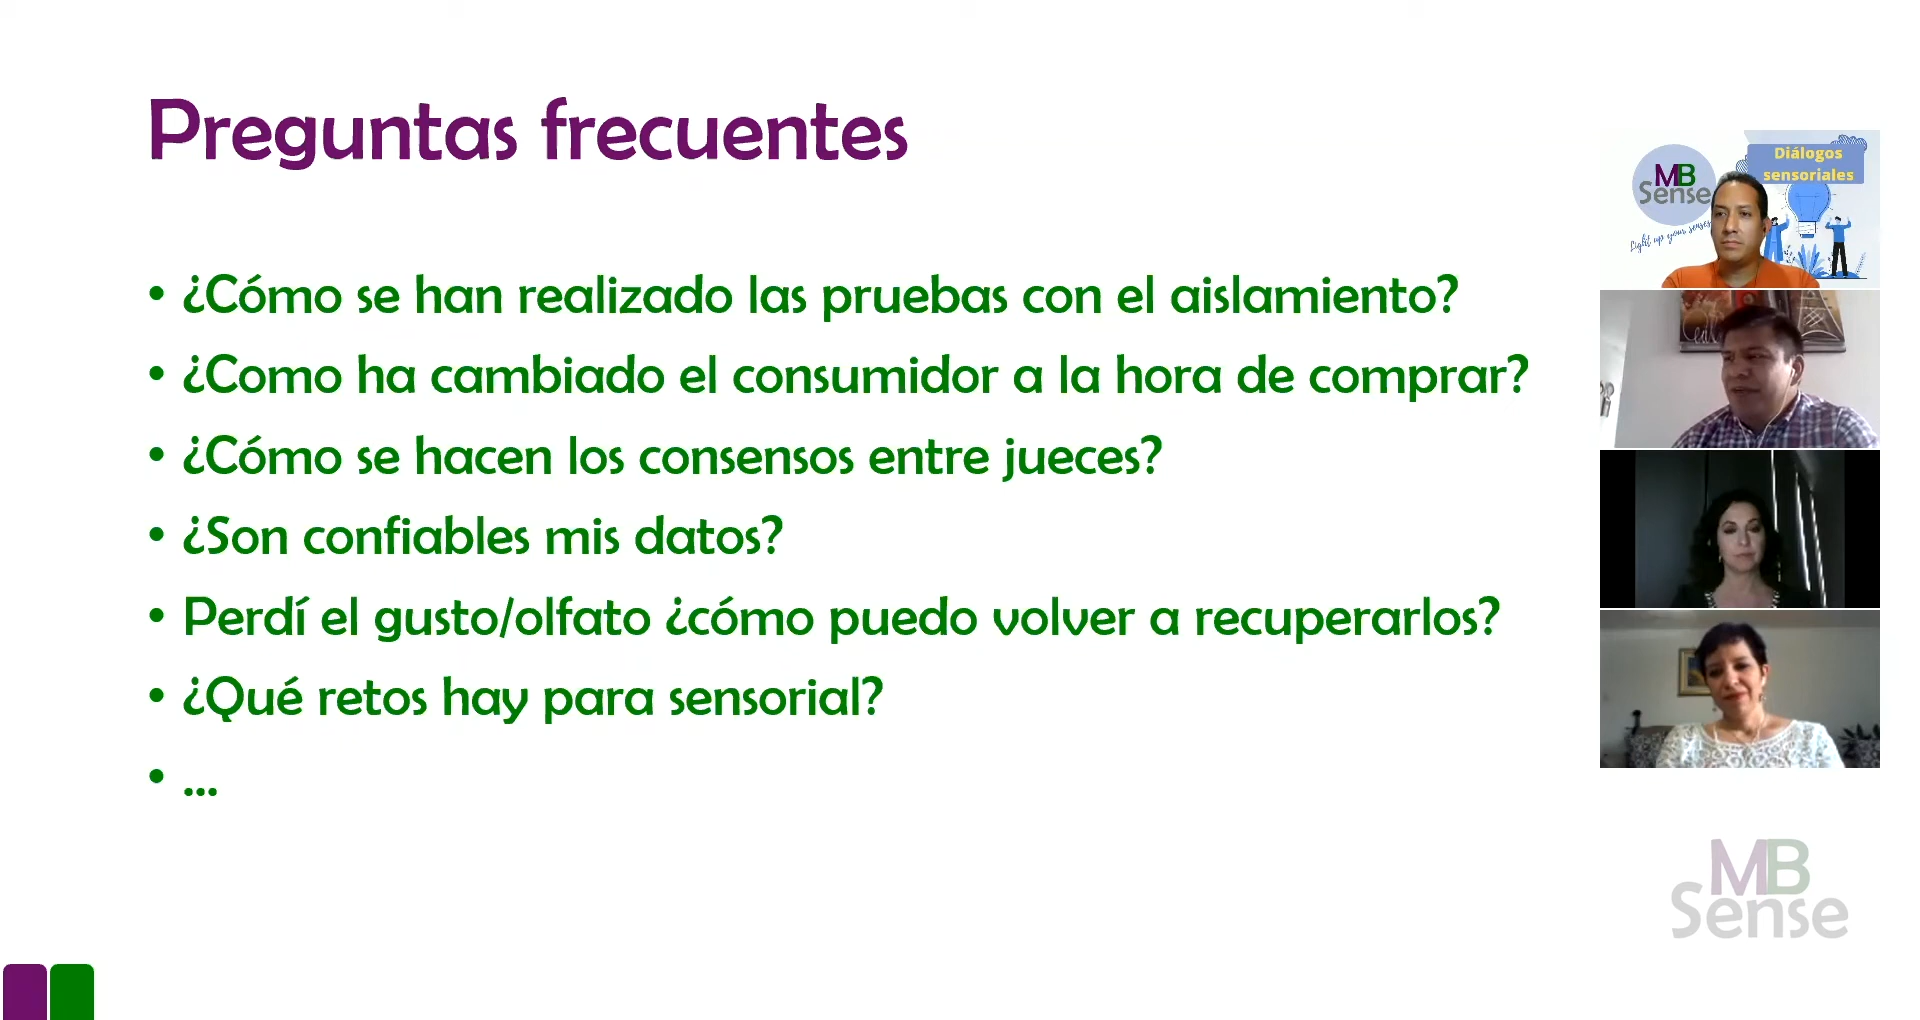 Preguntas frecuentes
• ¿Cómo se han realizado las pruebas con el aislamiento?
• ¿Como ha cambiado el consumidor a la hora de comprar?
• ¿Cómo se hacen los consensos entre jueces?
• ¿Son confiables mis datos?
• Perdí el gusto/olfato ¿cómo puedo volver a recuperarlos?
• ¿Qué retos hay para sensorial?
• ...
MB
Sense
Light up your senses
Diálogos
sensoriales
MB
Sense